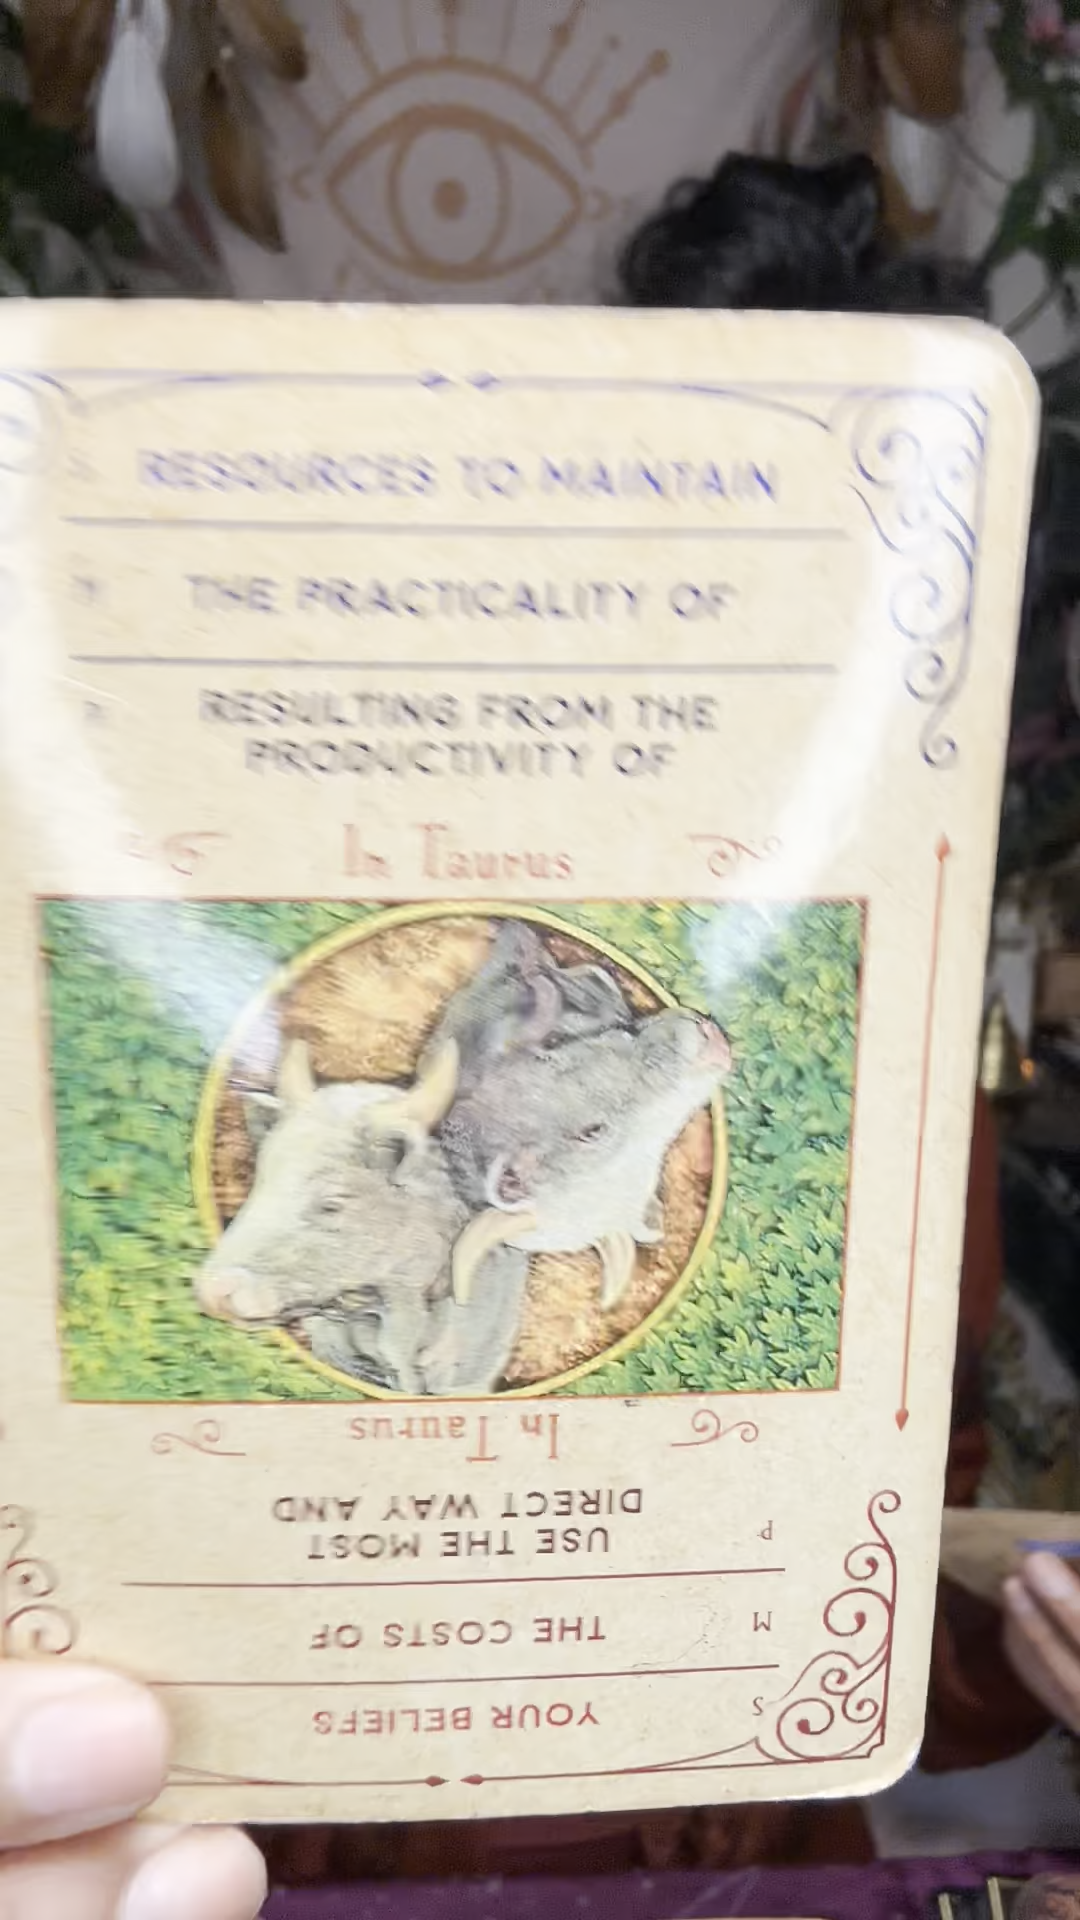 S RESOURCES TO MAINTAIN
THE PRACTICALITY OF
RESULTING FROM THE
PRODUCTIVITY OF
In Taurus
In Taurus
P USE THE MOST
DIRECT WAY AND
M THE COSTS OF
S YOUR BELIEFS